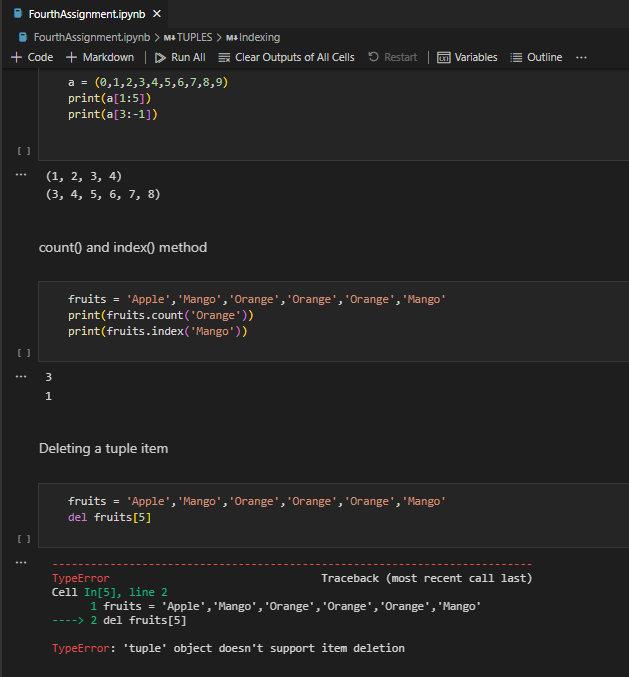 FourthAssignment.ipynb ×
FourthAssignment.ipynb > M↓TUPLES > M↓Indexing
+ Code + Markdown Run All Clear Outputs of All Cells Restart Variables Outline ...
a = (0,1,2,3,4,5,6,7,8,9)
print(a[1:5])
print(a[3:-1])
[ ]
... (1, 2, 3, 4)
(3, 4, 5, 6, 7, 8)
count() and index() method
fruits = 'Apple','Mango','Orange','Orange','Orange','Mango'
print(fruits.count('Orange'))
print(fruits.index('Mango'))
[ ]
... 3
1
Deleting a tuple item
fruits = 'Apple','Mango','Orange','Orange','Orange','Mango'
del fruits[5]
[ ]
... ---------------------------------------------------------------------------
TypeError Traceback (most recent call last)
Cell In[5], line 2
1 fruits = 'Apple','Mango','Orange','Orange','Orange','Mango'
----> 2 del fruits[5]
TypeError: 'tuple' object doesn't support item deletion